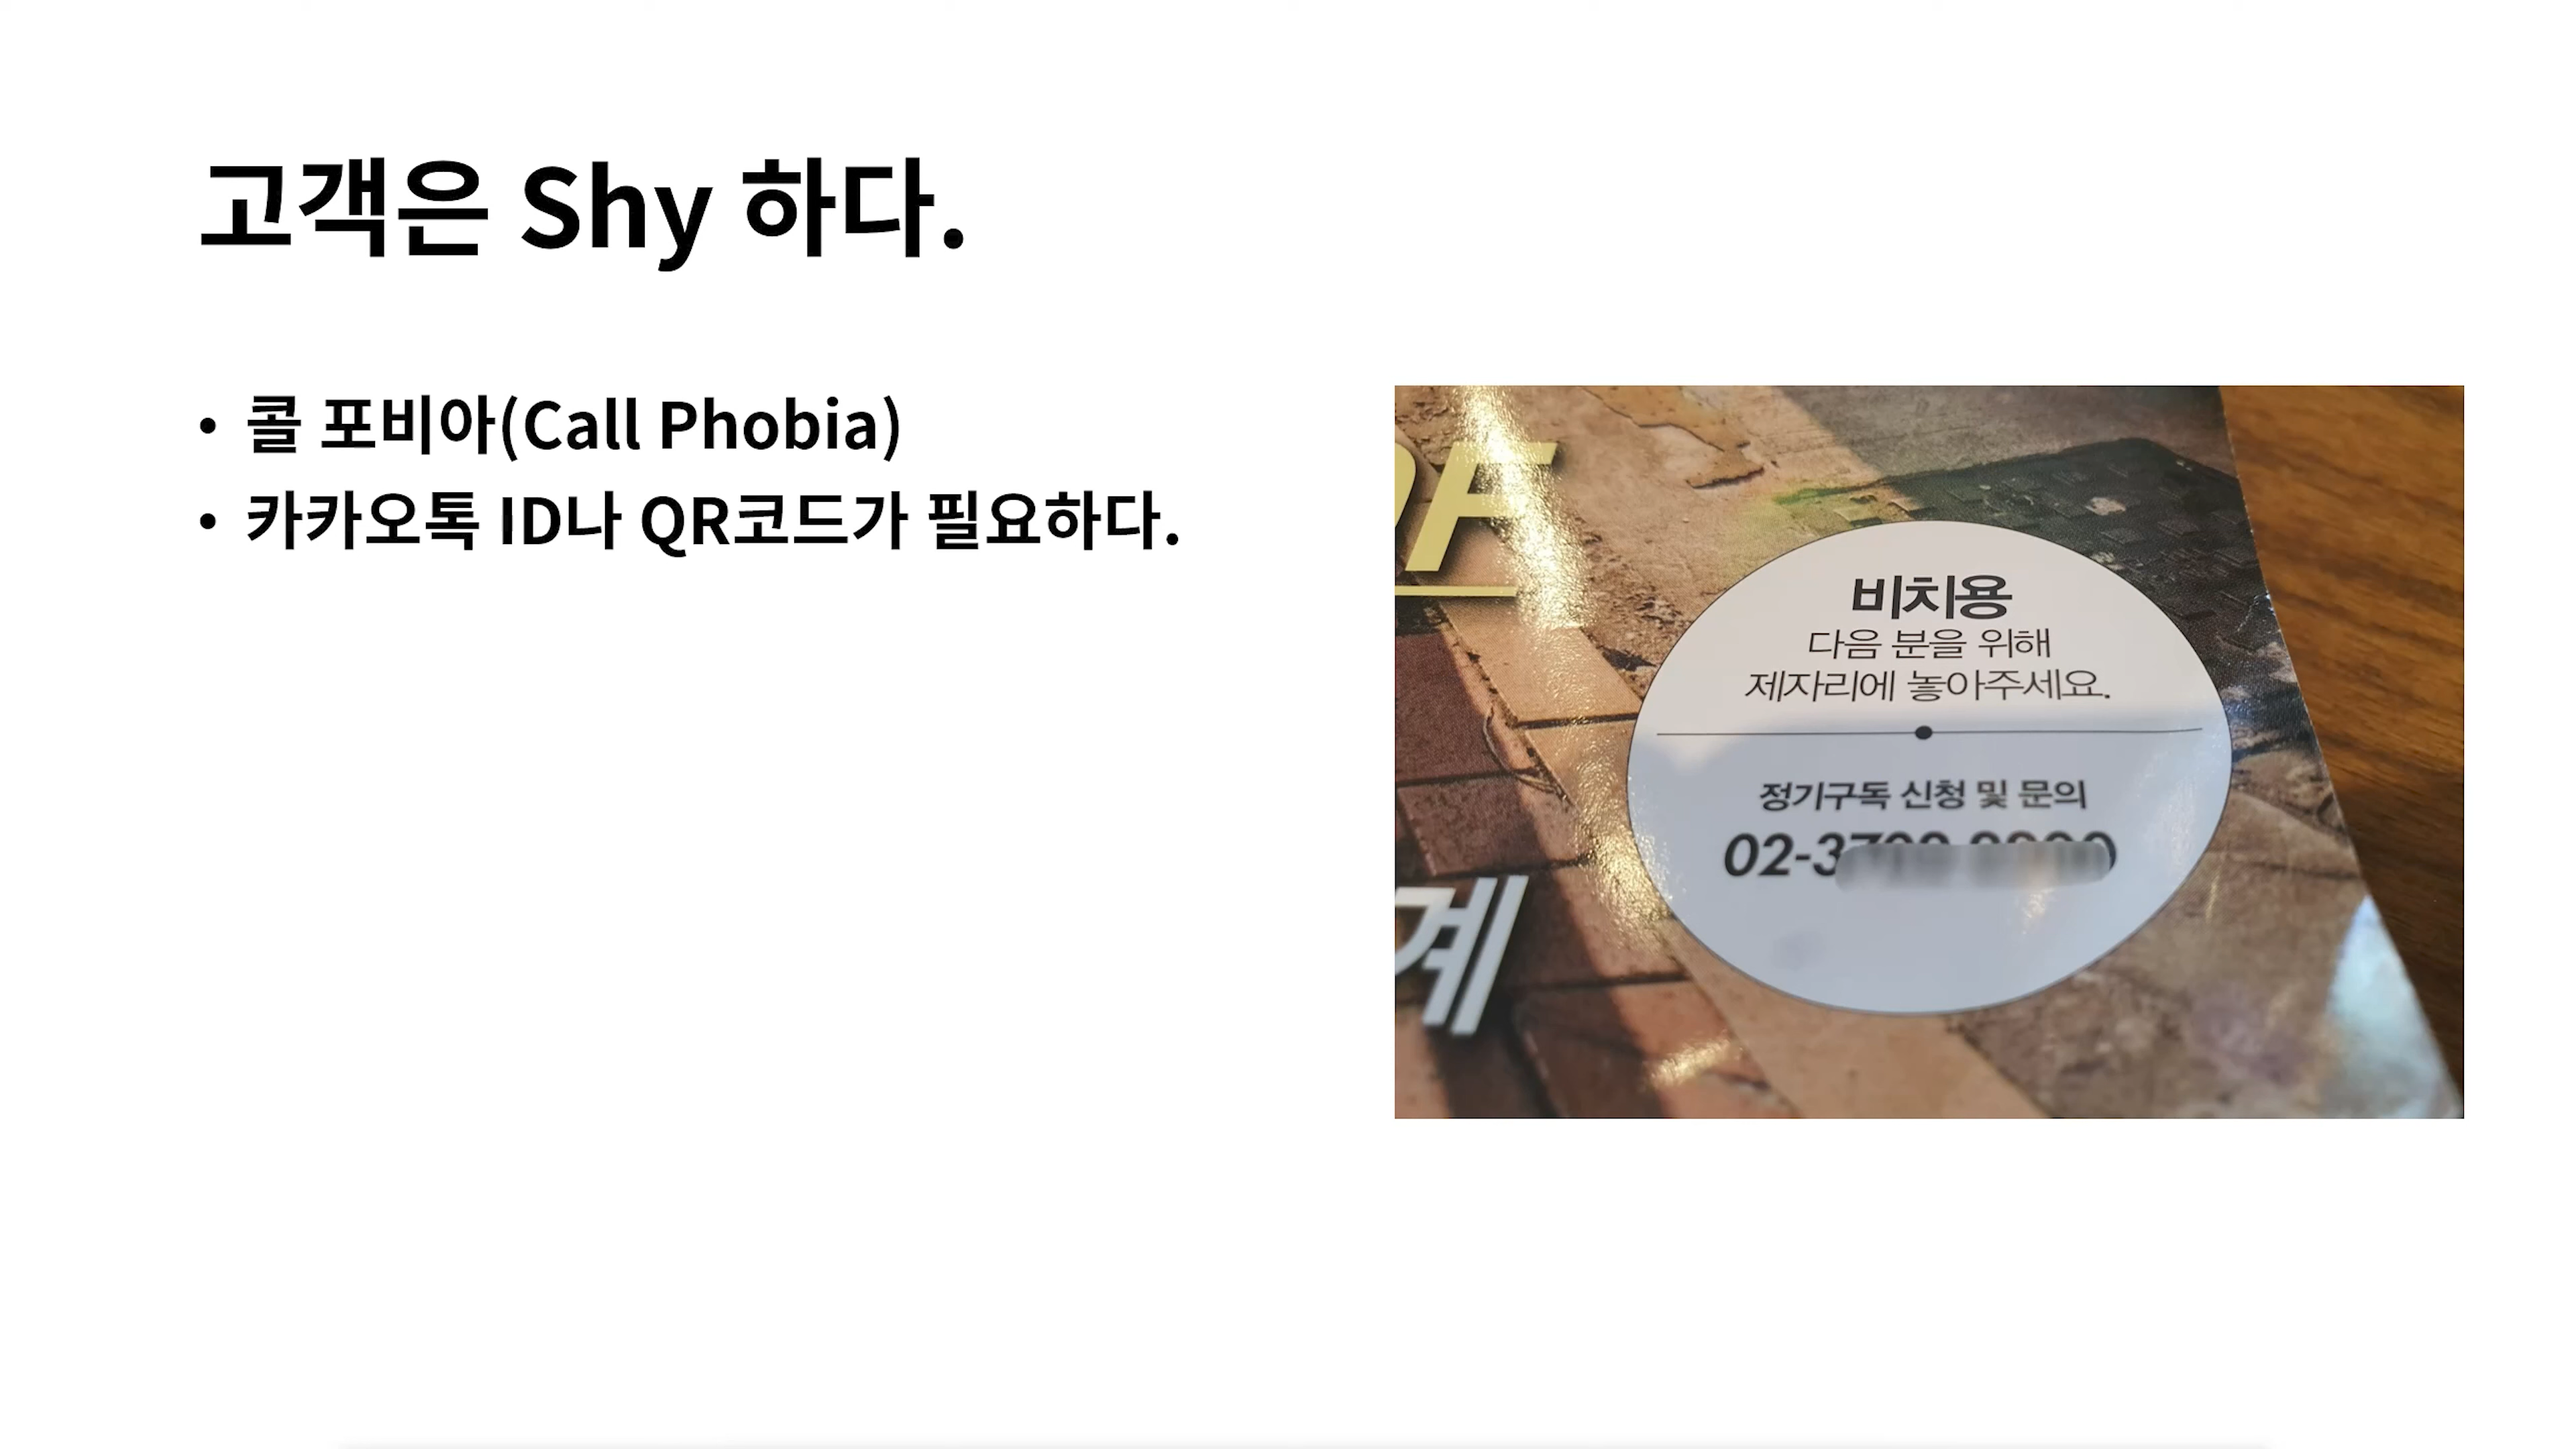 고객은 Shy 하다.
• 콜 포비아(Call Phobia)
• 카카오톡 ID나 QR코드가 필요하다.
비치용
다음 분을 위해
제자리에 놓아주세요.
정기구독 신청 및 문의
02-3
계